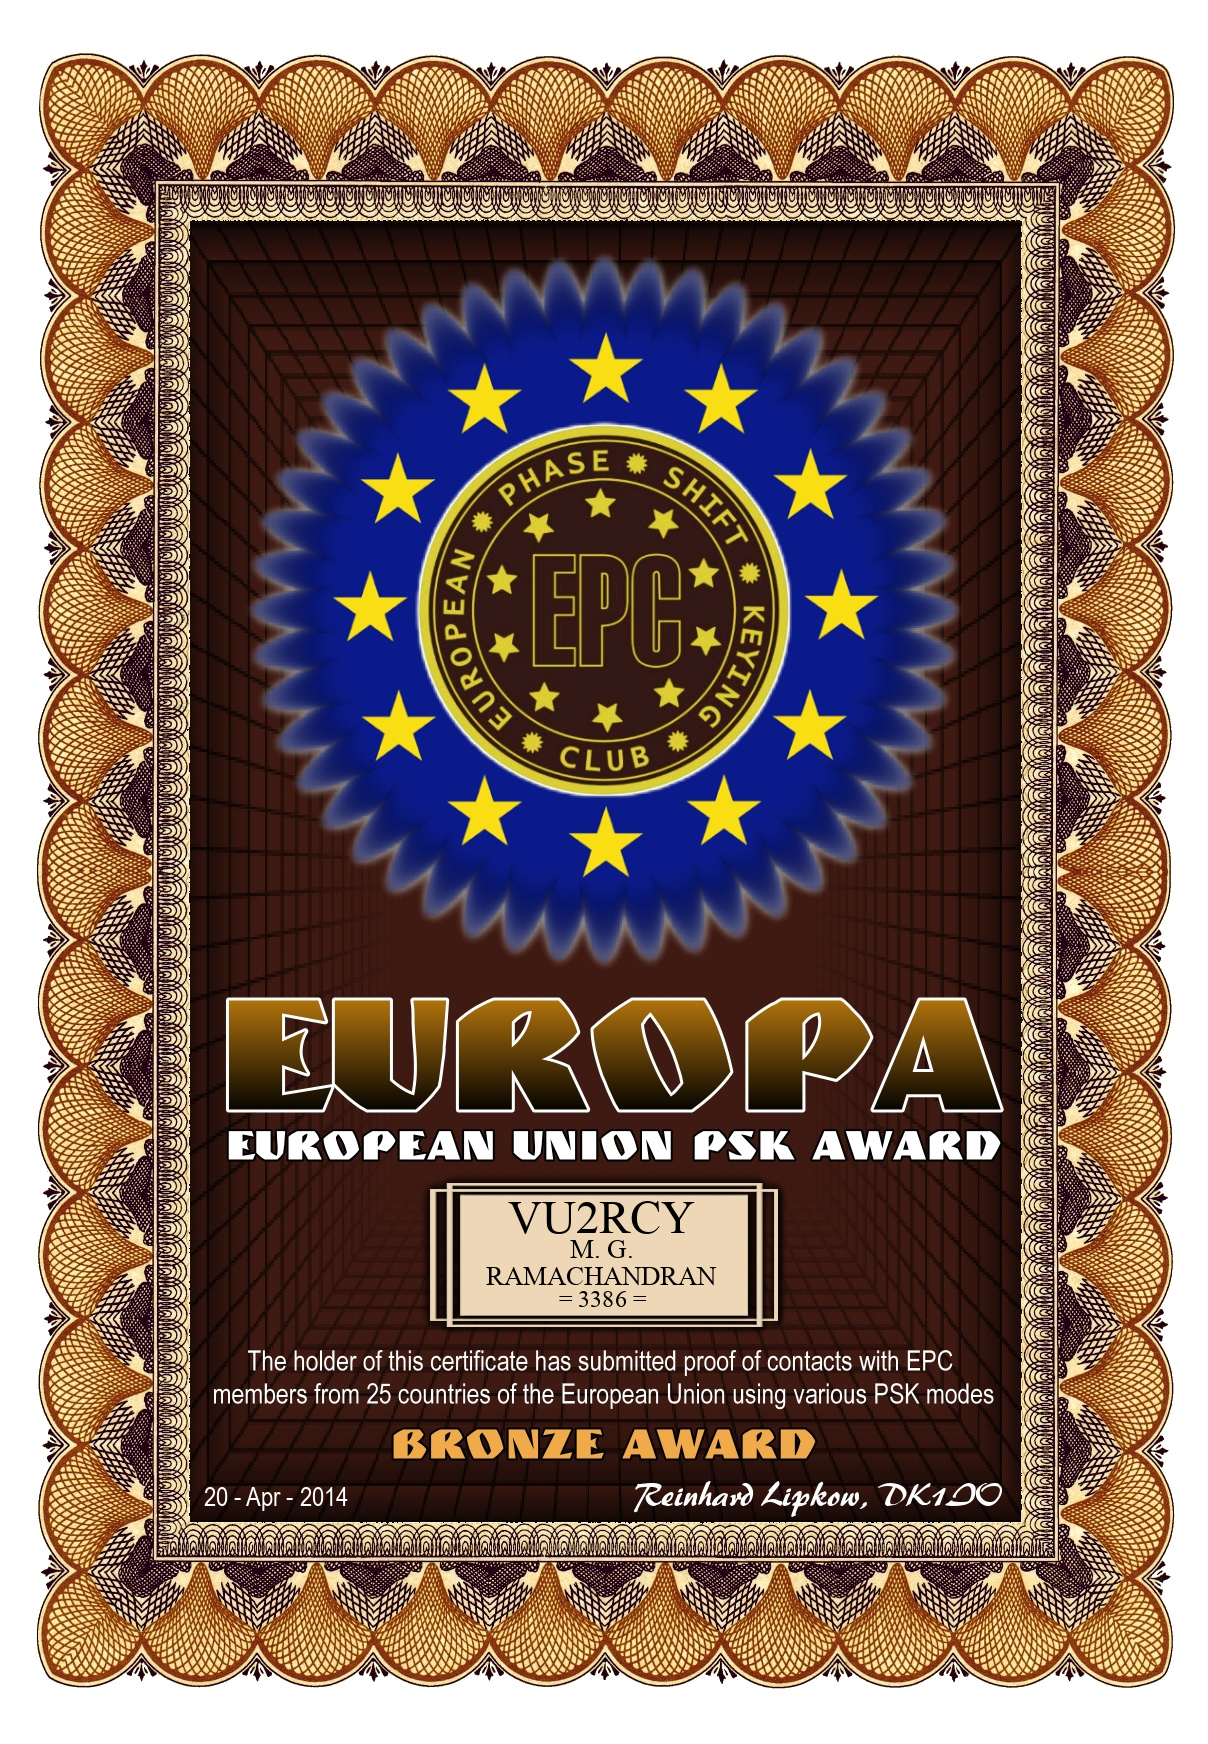 EUROPEAN PHASE SHIFT KEYING CLUB
EPC
EUROPA
EUROPEAN UNION PSK AWARD
VU2RCY
M. G.
RAMACHANDRAN
= 3386 =
The holder of this certificate has submitted proof of contacts with EPC
members from 25 countries of the European Union using various PSK modes
BRONZE AWARD
20 - Apr - 2014
Reinhard Lipkow, DK1IO